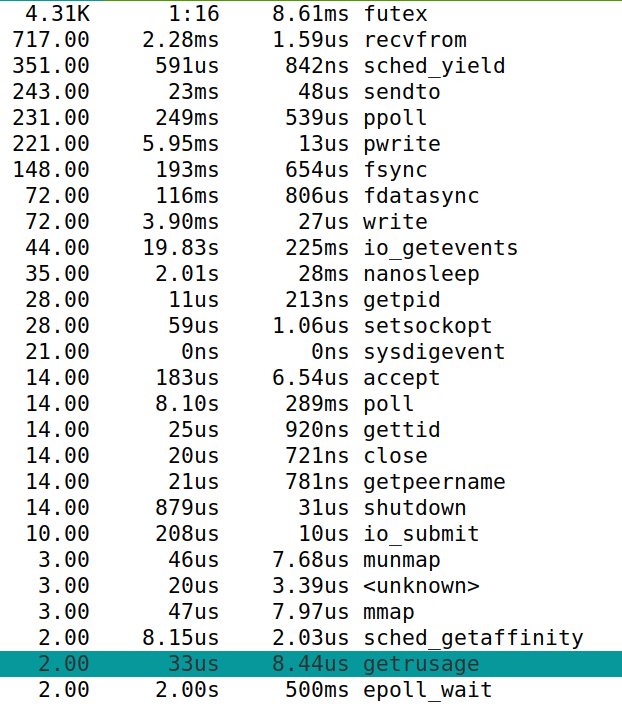 4.31K 1:16 8.61ms futex
717.00 2.28ms 1.59us recvfrom
351.00 591us 842ns sched_yield
243.00 23ms 48us sendto
231.00 249ms 539us ppoll
221.00 5.95ms 13us pwrite
148.00 193ms 654us fsync
72.00 116ms 806us fdatasync
72.00 3.90ms 27us write
44.00 19.83s 225ms io_getevents
35.00 2.01s 28ms nanosleep
28.00 11us 213ns getpid
28.00 59us 1.06us setsockopt
21.00 0ns 0ns sysdigevent
14.00 183us 6.54us accept
14.00 8.10s 289ms poll
14.00 25us 920ns gettid
14.00 20us 721ns close
14.00 21us 781ns getpeername
14.00 879us 31us shutdown
10.00 208us 10us io_submit
3.00 46us 7.68us munmap
3.00 20us 3.39us <unknown>
3.00 47us 7.97us mmap
2.00 8.15us 2.03us sched_getaffinity
2.00 33us 8.44us getrusage
2.00 2.00s 500ms epoll_wait